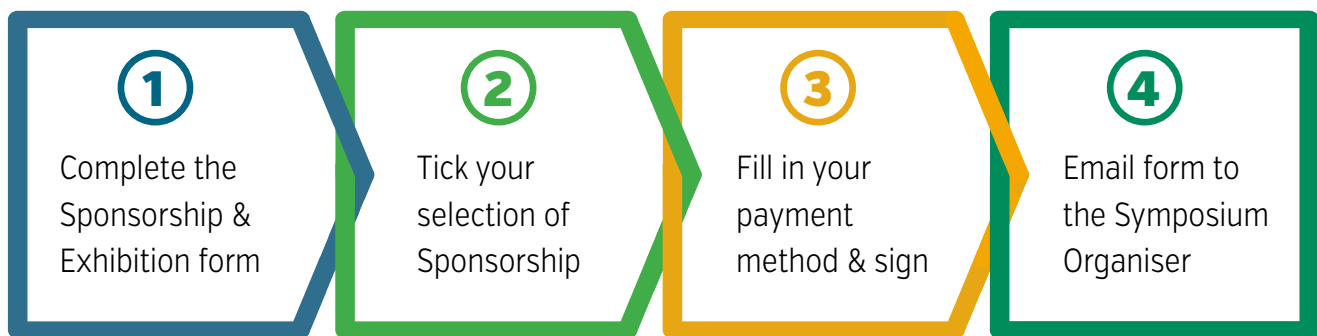 1
Complete the
Sponsorship &
Exhibition form
2
Tick your
selection of
Sponsorship
3
Fill in your
payment
method & sign
4
Email form to
the Symposium
Organiser